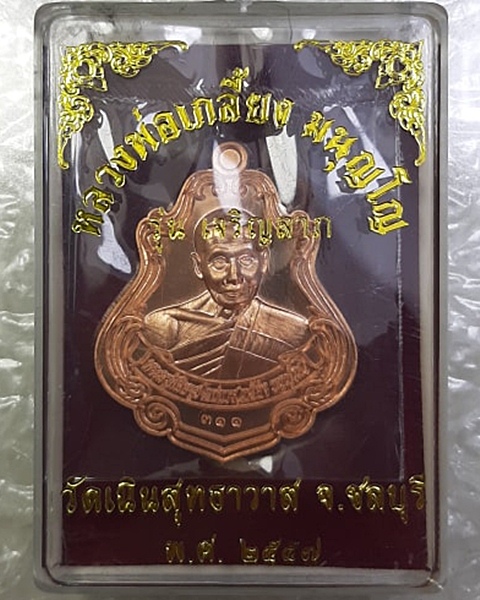 หลวงพ่อเกลี้ยง มนุญโญ
รุ่น เจริญลาภ
๓๑๑
วัดเฉินสุทธาวาส จ.ชลบุรี
พ.ศ. ๒๕๕๗